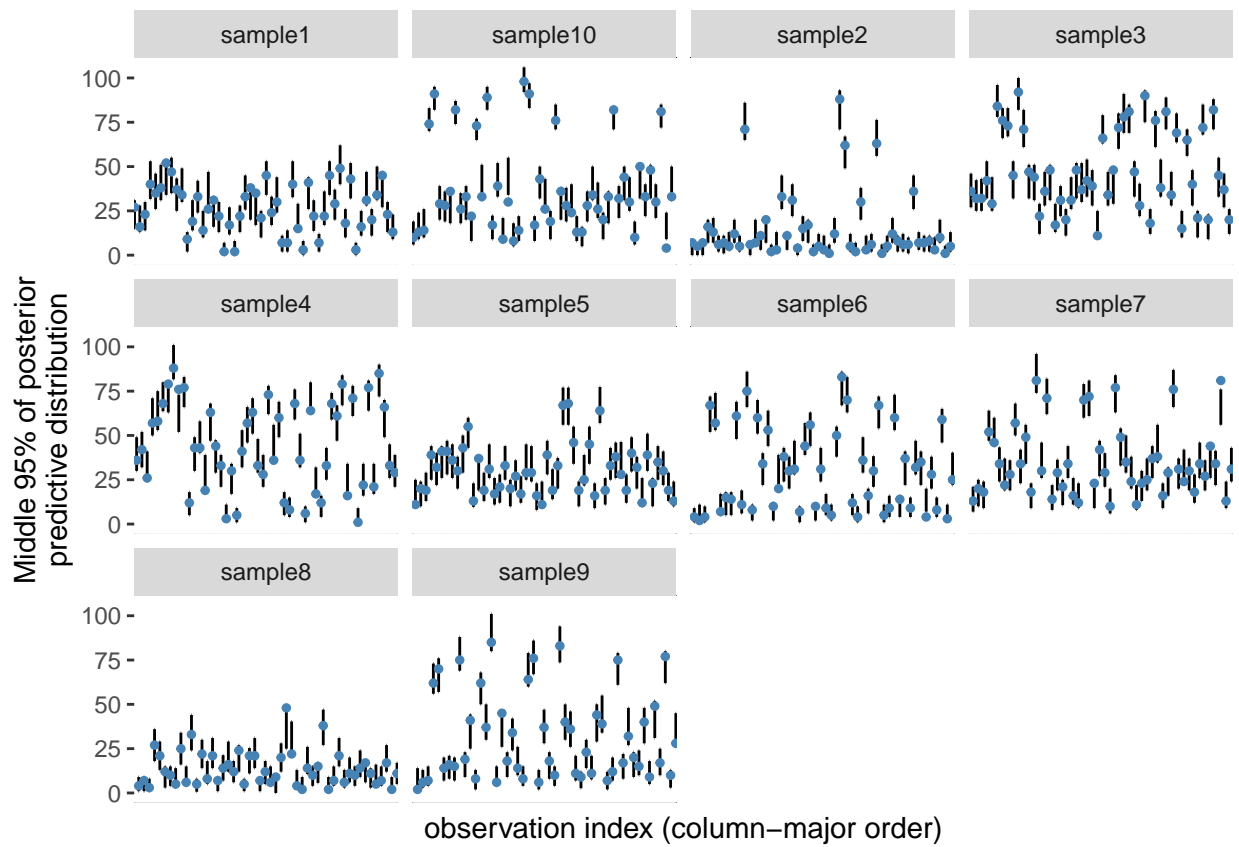 sample1
sample10
sample2
sample3
100
75
50
25
0
sample4
sample5
sample6
sample7
100
75
50
25
0
sample8
sample9
100
75
50
25
0
Middle 95% of posterior
predictive distribution
observation index (column−major order)